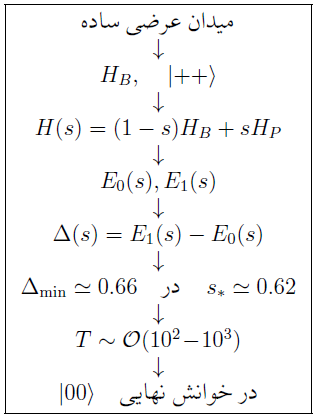 میدان عرضی ساده
↓
H_B, |++⟩
↓
H(s) = (1 − s)H_B + sH_P
↓
E_0(s), E_1(s)
↓
Δ(s) = E_1(s) − E_0(s)
↓
Δ_min ≃ 0.66 در s_* ≃ 0.62
↓
T ∼ 𝒪(10^2–10^3)
↓
|00⟩ در خوانش نهایی